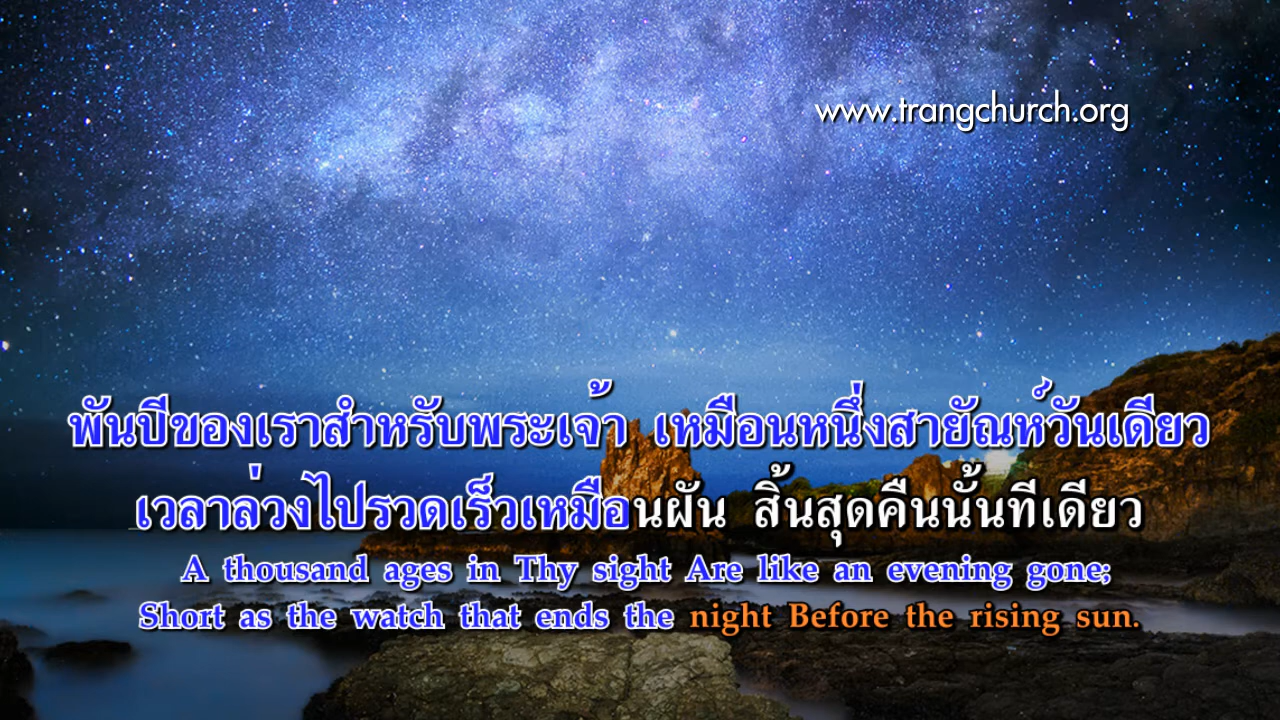 www.trangchurch.org
พันปีของเราสำหรับพระเจ้า เหมือนหนึ่งสายัณห์วันเดียว
เวลาล่วงไปรวดเร็วเหมือนผัน สิ้นสุดคืนนั้นทีเดียว
A thousand ages in Thy sight Are like an evening gone;
Short as the watch that ends the night Before the rising sun.